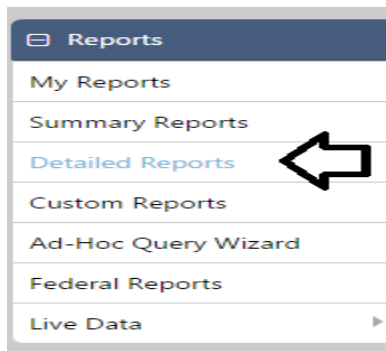 Reports
My Reports
Summary Reports
Detailed Reports
Custom Reports
Ad-Hoc Query Wizard
Federal Reports
Live Data